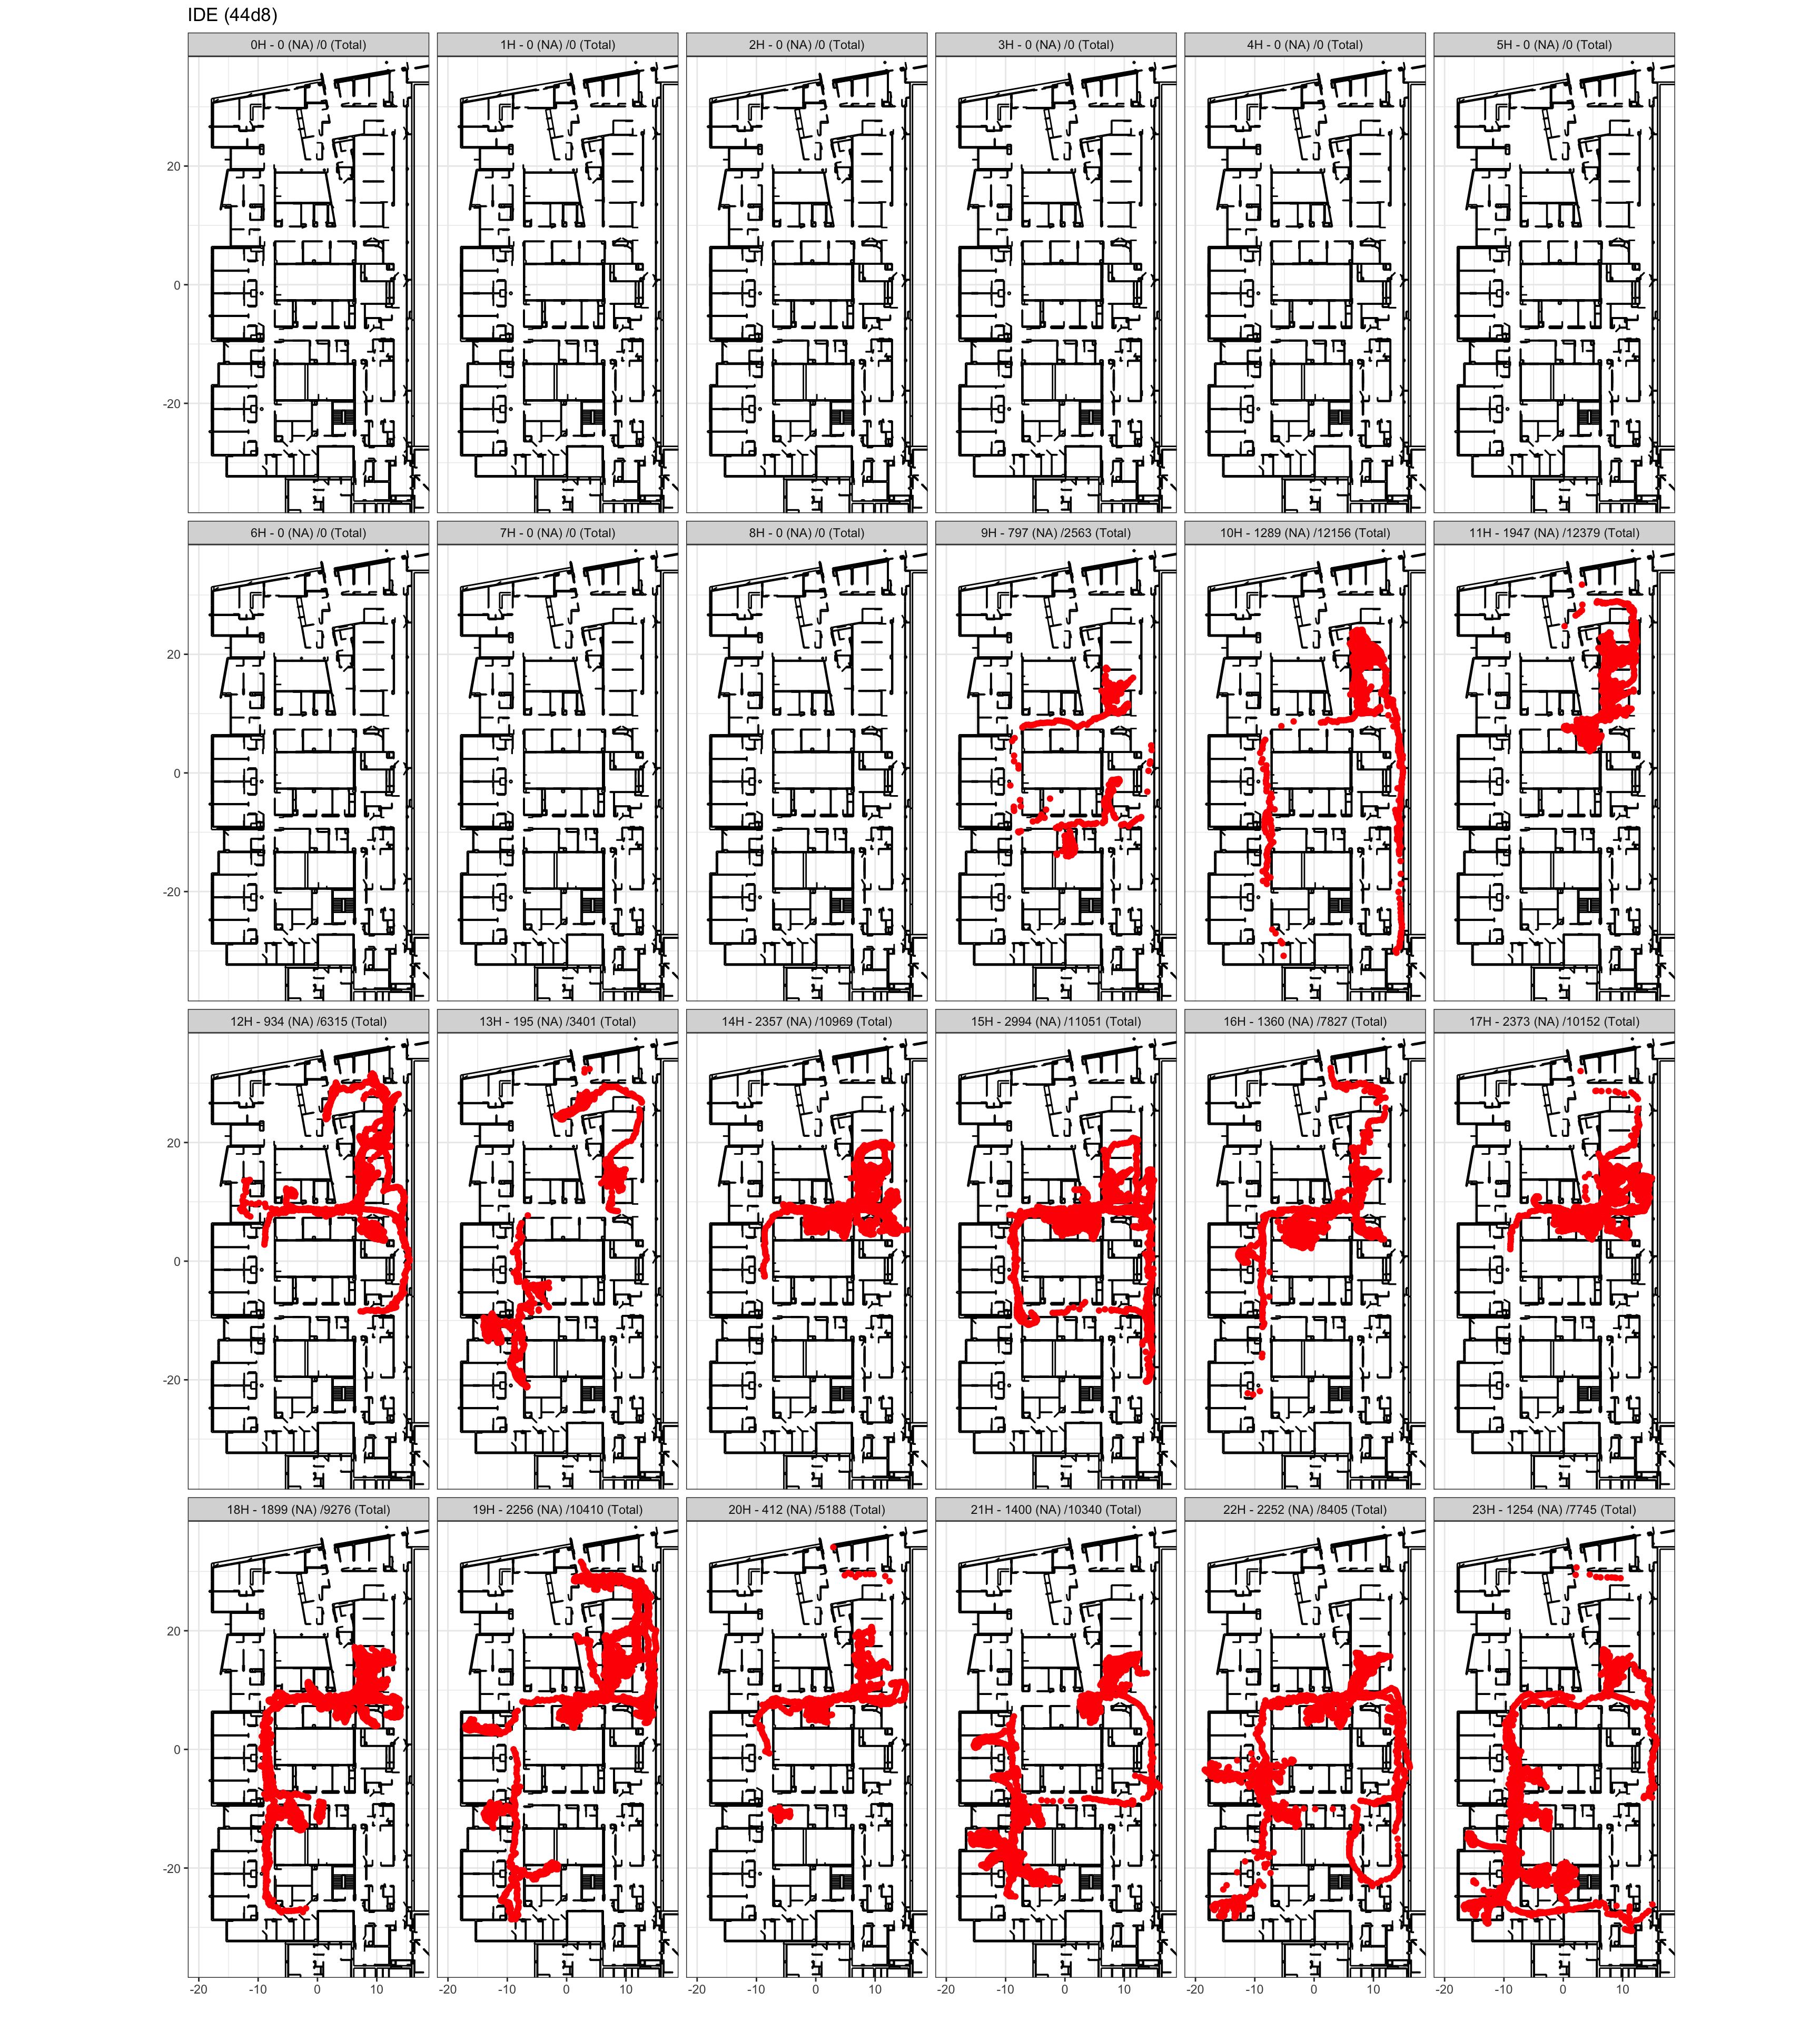 IDE (44d8)
0H - 0 (NA) /0 (Total) 1H - 0 (NA) /0 (Total) 2H - 0 (NA) /0 (Total) 3H - 0 (NA) /0 (Total) 4H - 0 (NA) /0 (Total) 5H - 0 (NA) /0 (Total)
20
0
-20
6H - 0 (NA) /0 (Total) 7H - 0 (NA) /0 (Total) 8H - 0 (NA) /0 (Total) 9H - 797 (NA) /2563 (Total) 10H - 1289 (NA) /12156 (Total) 11H - 1947 (NA) /12379 (Total)
20
0
-20
12H - 934 (NA) /6315 (Total) 13H - 195 (NA) /3401 (Total) 14H - 2357 (NA) /10969 (Total) 15H - 2994 (NA) /11051 (Total) 16H - 1360 (NA) /7827 (Total) 17H - 2373 (NA) /10152 (Total)
20
0
-20
18H - 1899 (NA) /9276 (Total) 19H - 2256 (NA) /10410 (Total) 20H - 412 (NA) /5188 (Total) 21H - 1400 (NA) /10340 (Total) 22H - 2252 (NA) /8405 (Total) 23H - 1254 (NA) /7745 (Total)
20
0
-20
-20 -10 0 10 -20 -10 0 10 -20 -10 0 10 -20 -10 0 10 -20 -10 0 10 -20 -10 0 10